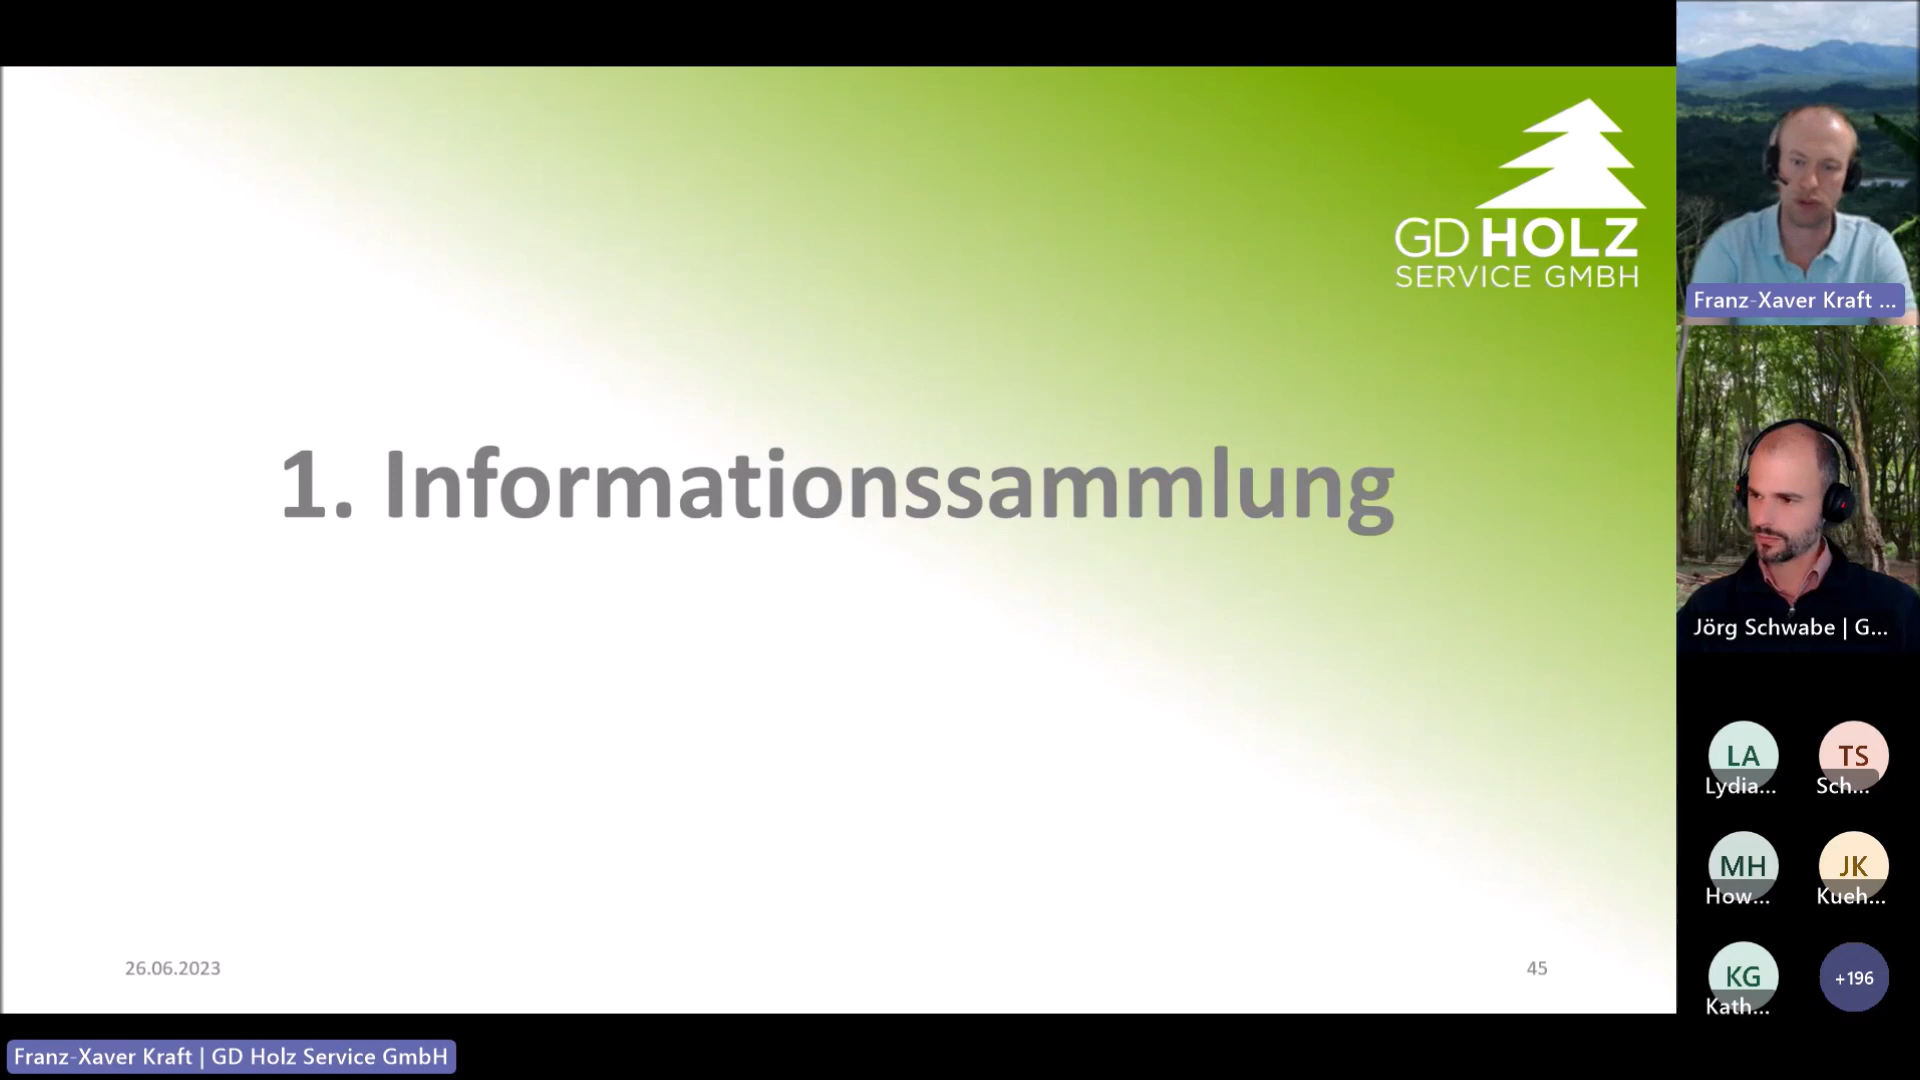 GD HOLZ
SERVICE GMBH
1. Informationssammlung
26.06.2023
45
Franz-Xaver Kraft | GD Holz Service GmbH
Franz-Xaver Kraft ...
Jörg Schwabe | G...
LA
Lydia...
TS
Sch...
MH
How...
JK
Kueh...
KG
Kath...
+196